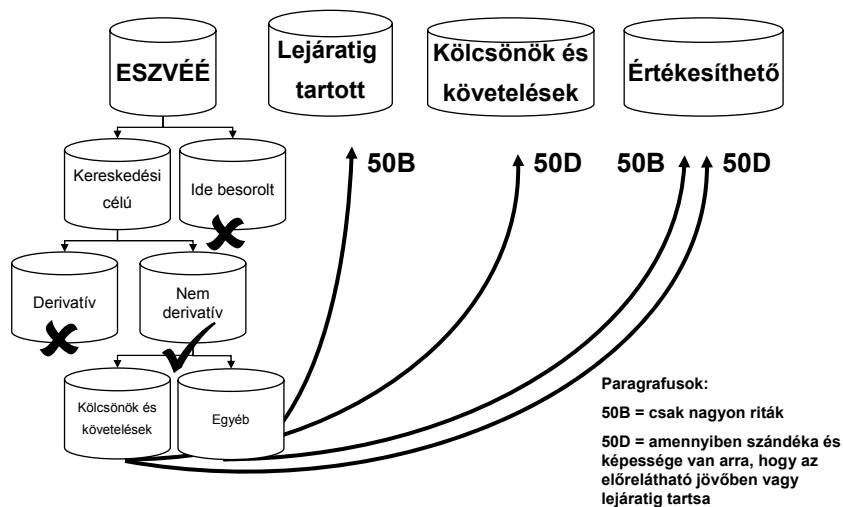 ESZVÉÉ
Lejáratig
tartott
Kölcsönök és
követelések
Értékesíthető
Kereskedési
célú
Ide besorolt
50B
50D
50B
50D
Derivatív
Nem
derivatív
Kölcsönök és
követelések
Egyéb
Paragrafusok:
50B = csak nagyon riták
50D = amennyiben szándéka és
képessége van arra, hogy az
előrelátható jövőben vagy
lejáratig tartsa